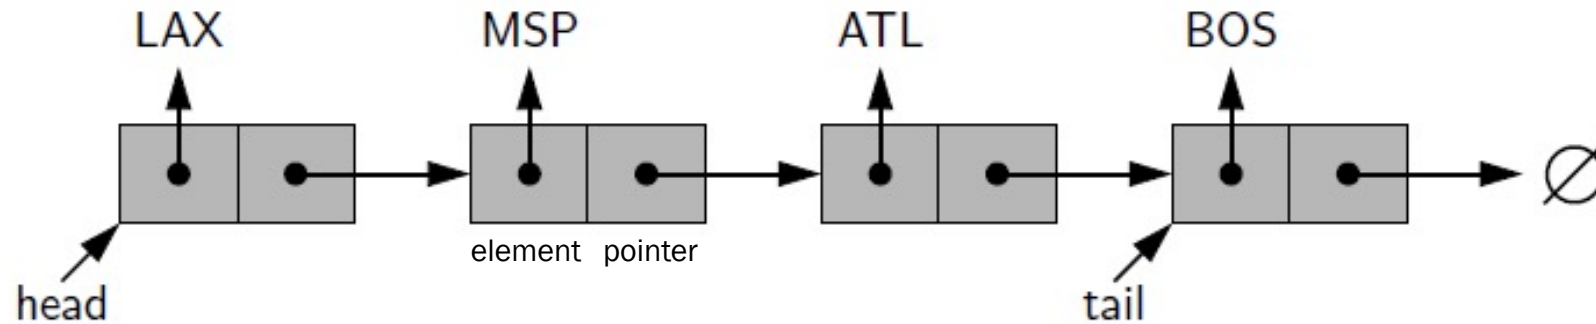 LAX MSP ATL BOS
∅
element pointer
head tail